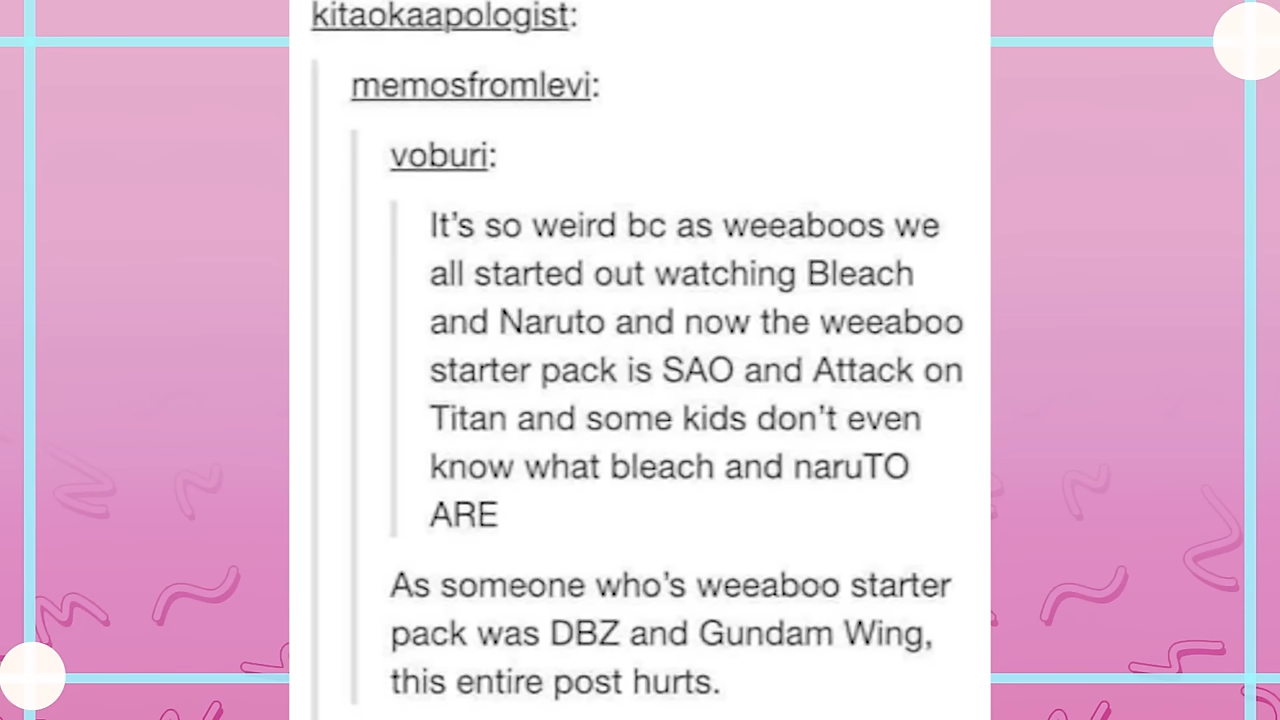 kitaokaapologist:
memosfromlevi:
voburi:
It's so weird bc as weeaboos we
all started out watching Bleach
and Naruto and now the weeaboo
starter pack is SAO and Attack on
Titan and some kids don't even
know what bleach and naruTO
ARE
As someone who's weeaboo starter
pack was DBZ and Gundam Wing,
this entire post hurts.